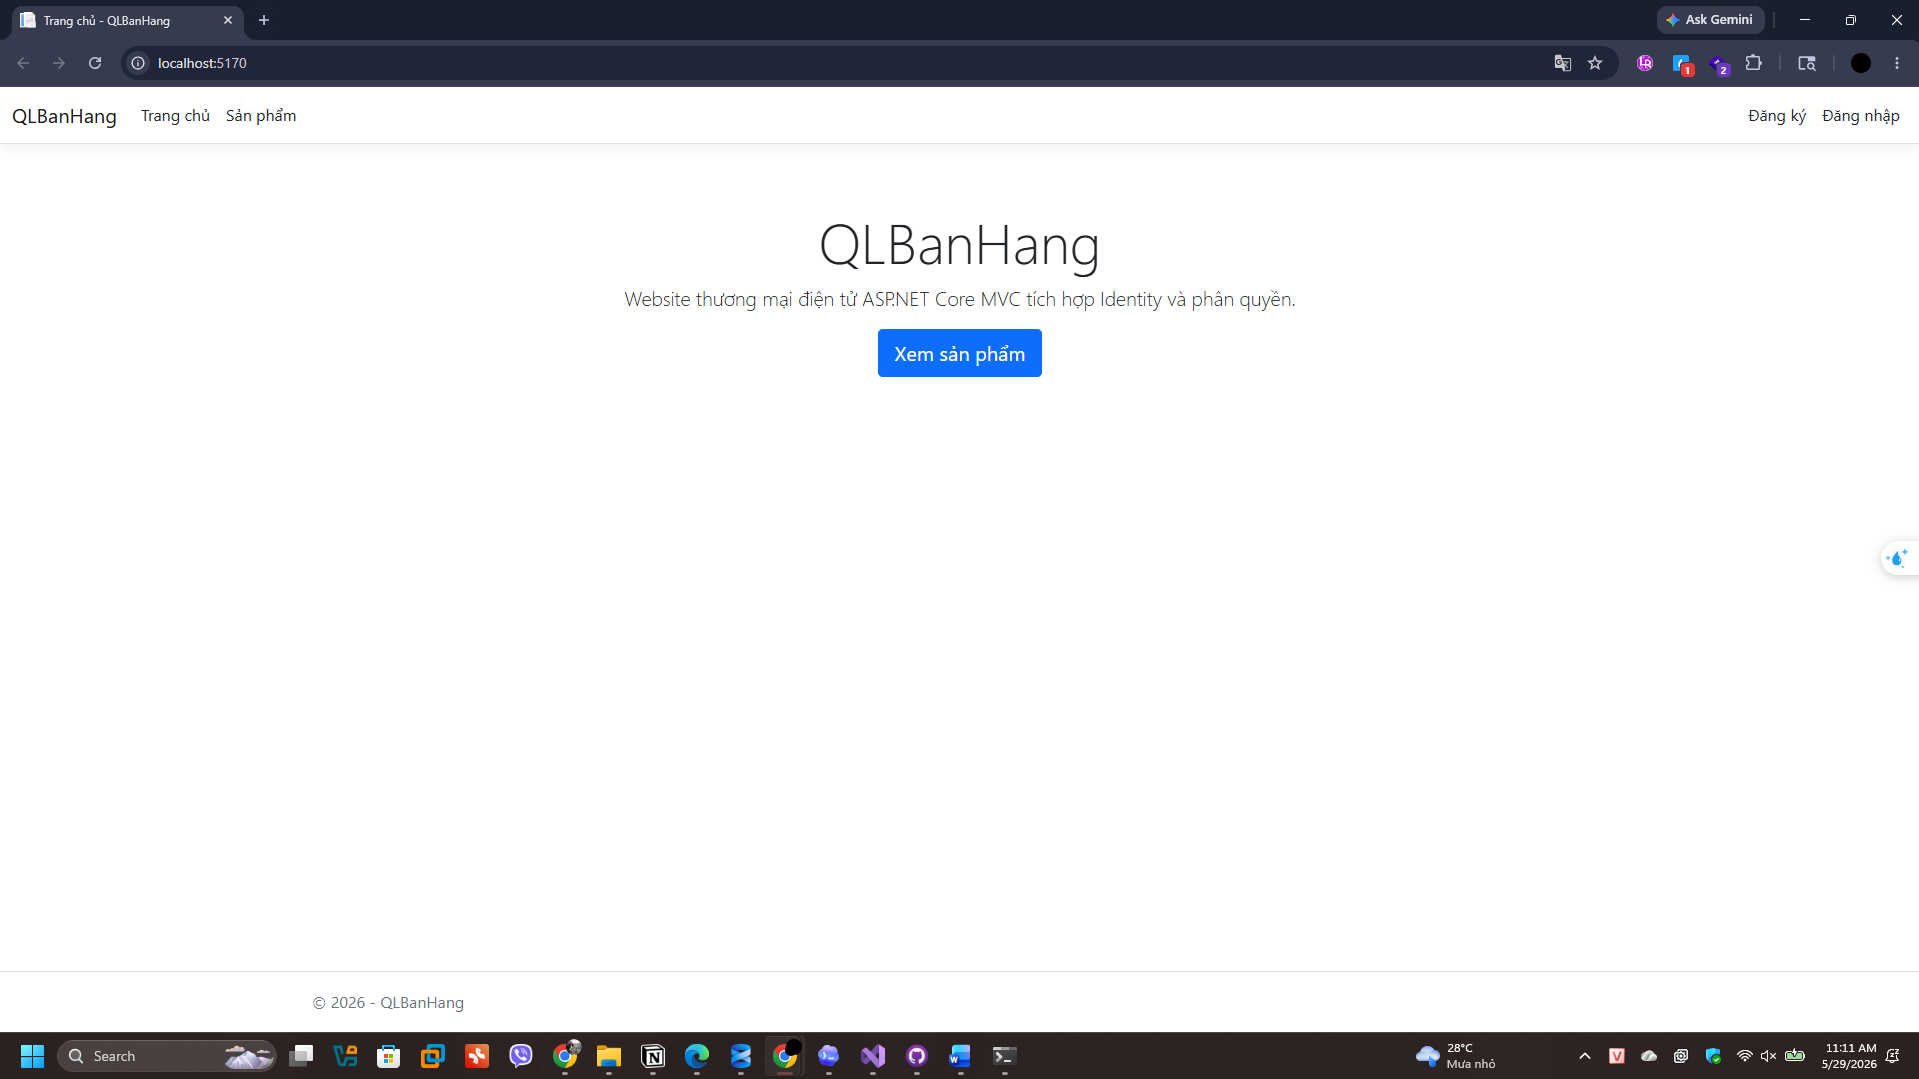 Trang chủ - QLBanHang
Ask Gemini
localhost:5170
1
2
QLBanHang
Trang chủ
Sản phẩm
Đăng ký
Đăng nhập
QLBanHang
Website thương mại điện tử ASP.NET Core MVC tích hợp Identity và phân quyền.
Xem sản phẩm
© 2026 - QLBanHang
Search
28°C
Mưa nhỏ
11:11 AM
5/29/2026